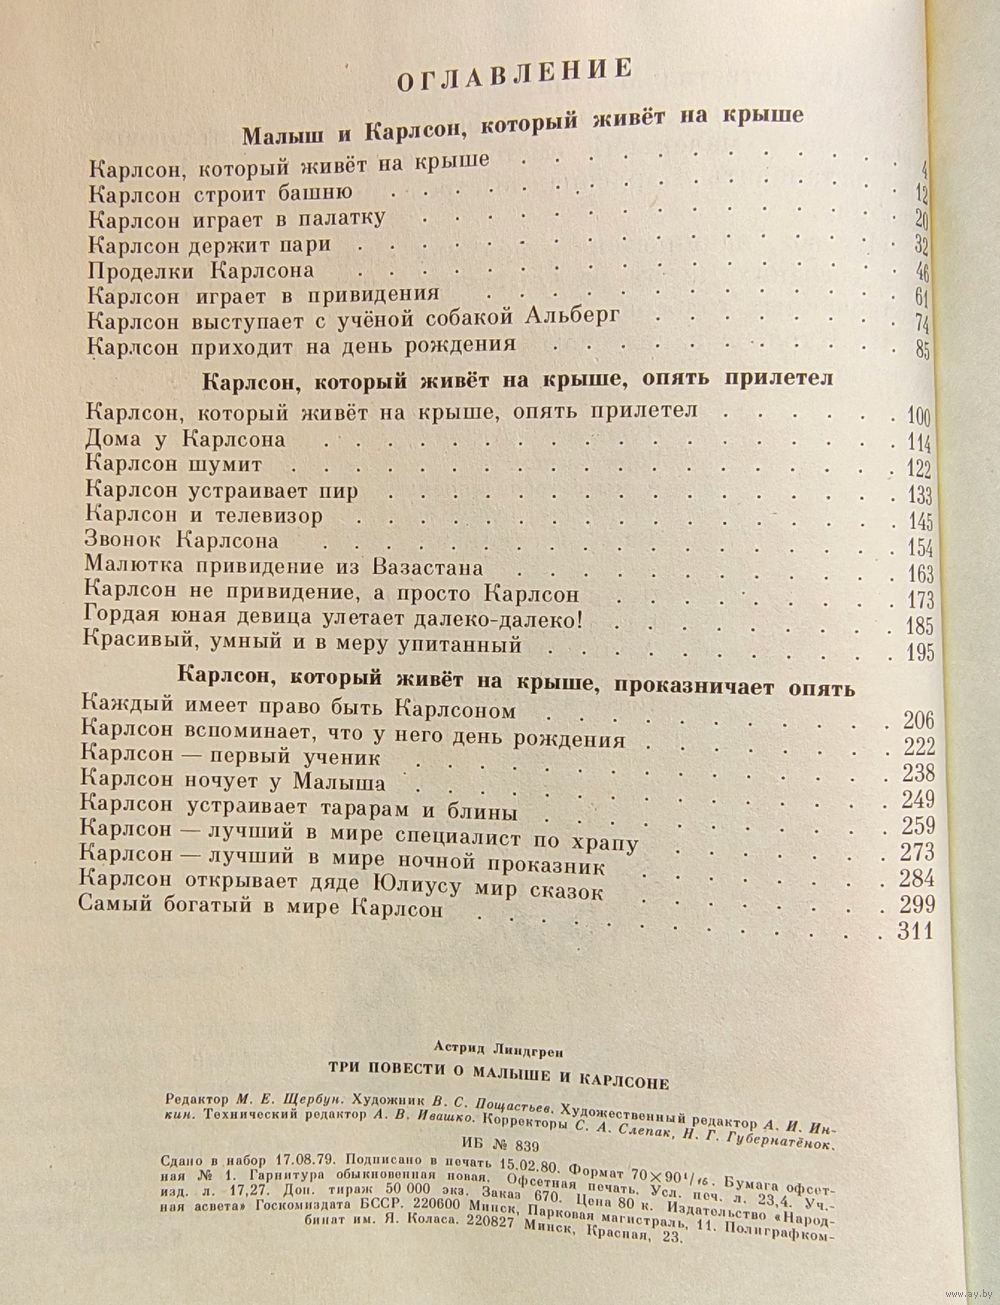 ОГЛАВЛЕНИЕ
Малыш и Карлсон, который живёт на крыше
Карлсон, который живёт на крыше . . . . . . . . . . 4
Карлсон строит башню . . . . . . . . . . . . . 12
Карлсон играет в палатку . . . . . . . . . . . . 20
Карлсон держит пари . . . . . . . . . . . . . 32
Проделки Карлсона . . . . . . . . . . . . . 46
Карлсон играет в привидения . . . . . . . . . . 61
Карлсон выступает с учёной собакой Альберг . . . . . . 74
Карлсон приходит на день рождения . . . . . . . . 85
Карлсон, который живёт на крыше, опять прилетел
Карлсон, который живёт на крыше, опять прилетел . . . . . 100
Дома у Карлсона . . . . . . . . . . . . . . 114
Карлсон шумит . . . . . . . . . . . . . . . 122
Карлсон устраивает пир . . . . . . . . . . . . 133
Карлсон и телевизор . . . . . . . . . . . . . 145
Звонок Карлсона . . . . . . . . . . . . . . 154
Малютка привидение из Вазастана . . . . . . . . . 163
Карлсон не привидение, а просто Карлсон . . . . . . . 173
Гордая юная девица улетает далеко-далеко! . . . . . . . 185
Красивый, умный и в меру упитанный . . . . . . . . 195
Карлсон, который живёт на крыше, проказничает опять
Каждый имеет право быть Карлсоном . . . . . . . . 206
Карлсон вспоминает, что у него день рождения . . . . . . 222
Карлсон — первый ученик . . . . . . . . . . . . 238
Карлсон ночует у Малыша . . . . . . . . . . . . 249
Карлсон устраивает тарарам и блины . . . . . . . . 259
Карлсон — лучший в мире специалист по храпу . . . . . . 273
Карлсон — лучший в мире ночной проказник . . . . . . 284
Карлсон открывает дяде Юлиусу мир сказок . . . . . . 299
Самый богатый в мире Карлсон . . . . . . . . . . 311
Астрид Линдгрен
ТРИ ПОВЕСТИ О МАЛЫШЕ И КАРЛСОНЕ
Редактор М. Е. Щербун. Художник В. С. Пощастьев. Художественный редактор А. И. Ин-
кин. Технический редактор А. В. Ивашко. Корректоры С. А. Слепак, Н. Г. Губернатёнок.
ИБ № 839
Сдано в набор 17.08.79. Подписано в печать 15.02.80. Формат 70×90¹/₁₆. Бумага офсет-
ная № 1. Гарнитура обыкновенная новая. Офсетная печать. Усл. печ. л. 23,4. Уч.-
изд. л. 17,27. Доп. тираж 50 000 экз. Заказ 670. Цена 80 к. Издательство «Народ-
ная асвета» Госкомиздата БССР. 220600 Минск, Парковая магистраль, 11. Полиграфком-
бинат им. Я. Коласа. 220827 Минск, Красная, 23.
www.ay.by